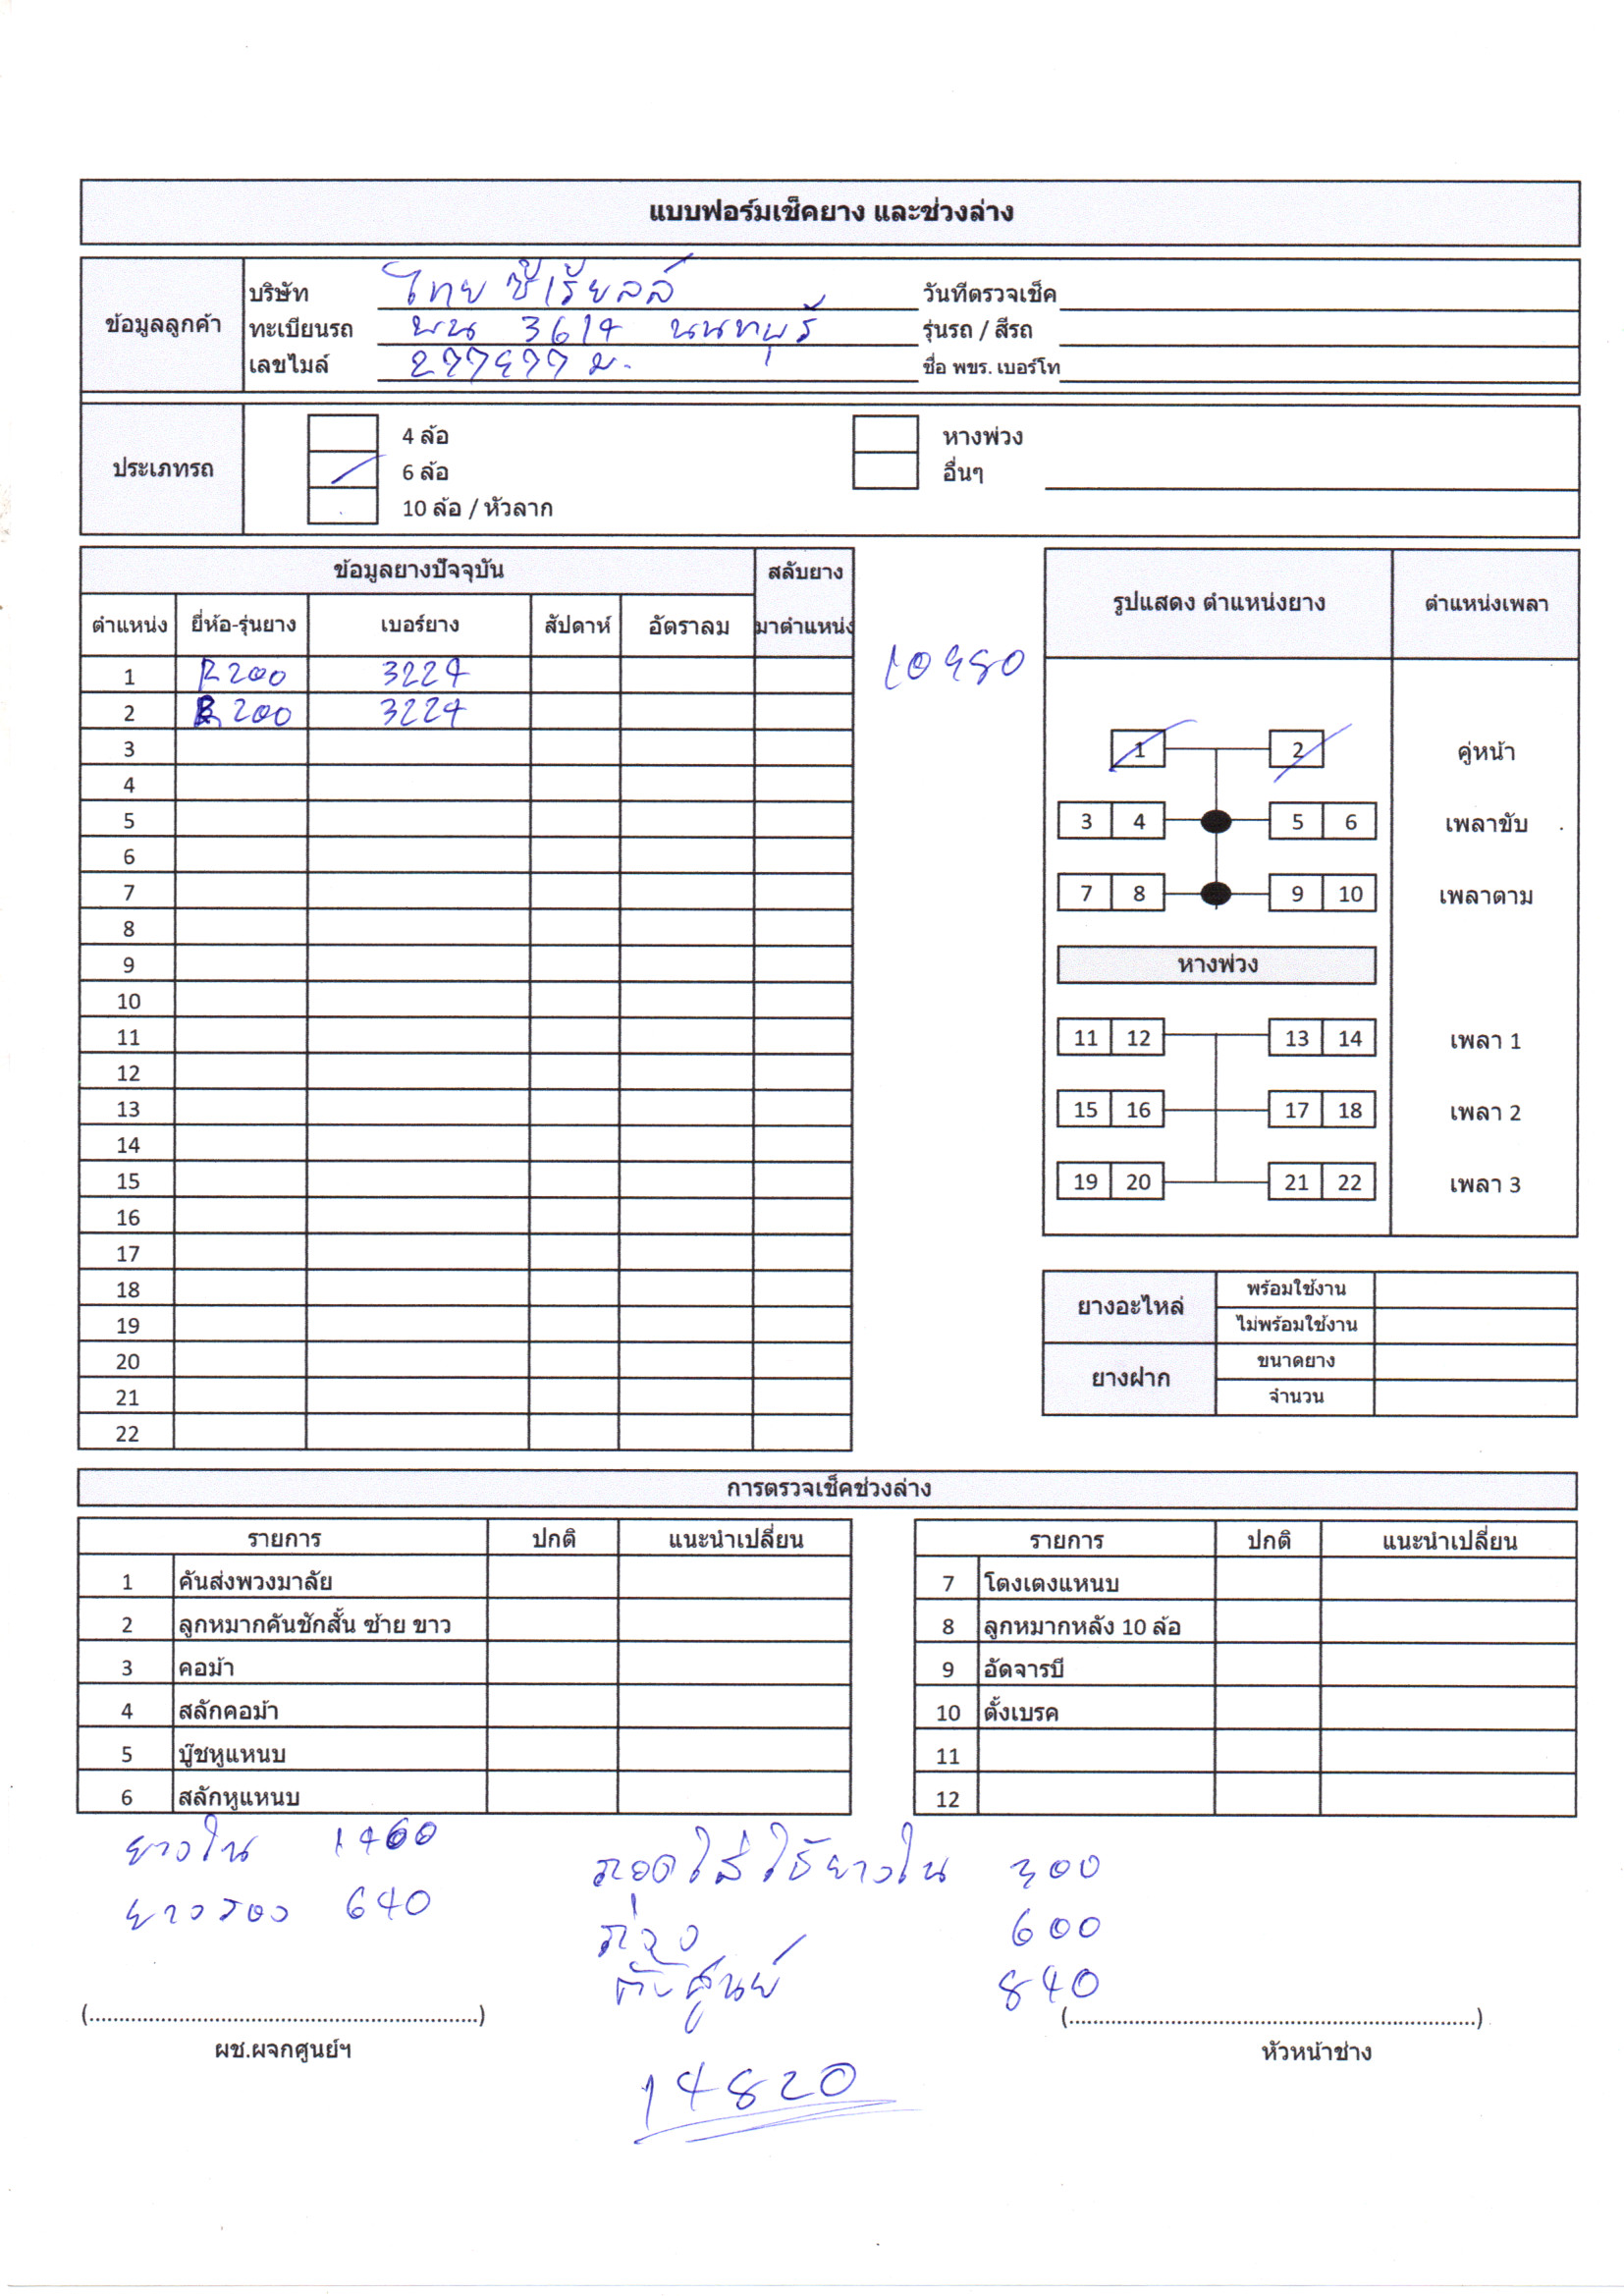 แบบฟอร์มเช็คยาง และช่วงล่าง
ข้อมูลลูกค้า
บริษัท ไทยซีเรียลล์
วันที่ตรวจเช็ค
ทะเบียนรถ 3614 นนทบุรี
รุ่นรถ / สีรถ
เลขไมล์
ชื่อ พขร. เบอร์โท
ประเภทรถ
4 ล้อ
หางพ่วง
6 ล้อ
อื่นๆ
10 ล้อ / หัวลาก
ข้อมูลยางปัจจุบัน สลับยาง
ตำแหน่ง ยี่ห้อ-รุ่นยาง เบอร์ยาง สัปดาห์ อัตราลม มาตำแหน่ง
1 R200 3224
2 R200 3224
3
4
5
6
7
8
9
10
11
12
13
14
15
16
17
18
19
20
21
22
10980
รูปแสดง ตำแหน่งยาง ตำแหน่งเพลา
1 2 คู่หน้า
3 4 5 6 เพลาขับ
7 8 9 10 เพลาตาม
หางพ่วง
11 12 13 14 เพลา 1
15 16 17 18 เพลา 2
19 20 21 22 เพลา 3
ยางอะไหล่ พร้อมใช้งาน
ไม่พร้อมใช้งาน
ยางฝาก ขนาดยาง
จำนวน
การตรวจเช็คช่วงล่าง
รายการ ปกติ แนะนำเปลี่ยน
1 คันส่งพวงมาลัย
2 ลูกหมากคันชักสั้น ซ้าย ขาว
3 คอม้า
4 สลักคอม้า
5 บู๊ชหูแหนบ
6 สลักหูแหนบ
รายการ ปกติ แนะนำเปลี่ยน
7 โตงเตงแหนบ
8 ลูกหมากหลัง 10 ล้อ
9 อัดจารบี
10 ตั้งเบรค
11
12
ยางใน 1460
ยางรอง 640
ถอดใส่ใช้ยางใน 300
ถ่วง 600
ตั้งศูนย์ 840
(....................)
(....................)
ผช.ผจกศูนย์ฯ
หัวหน้าช่าง
14820